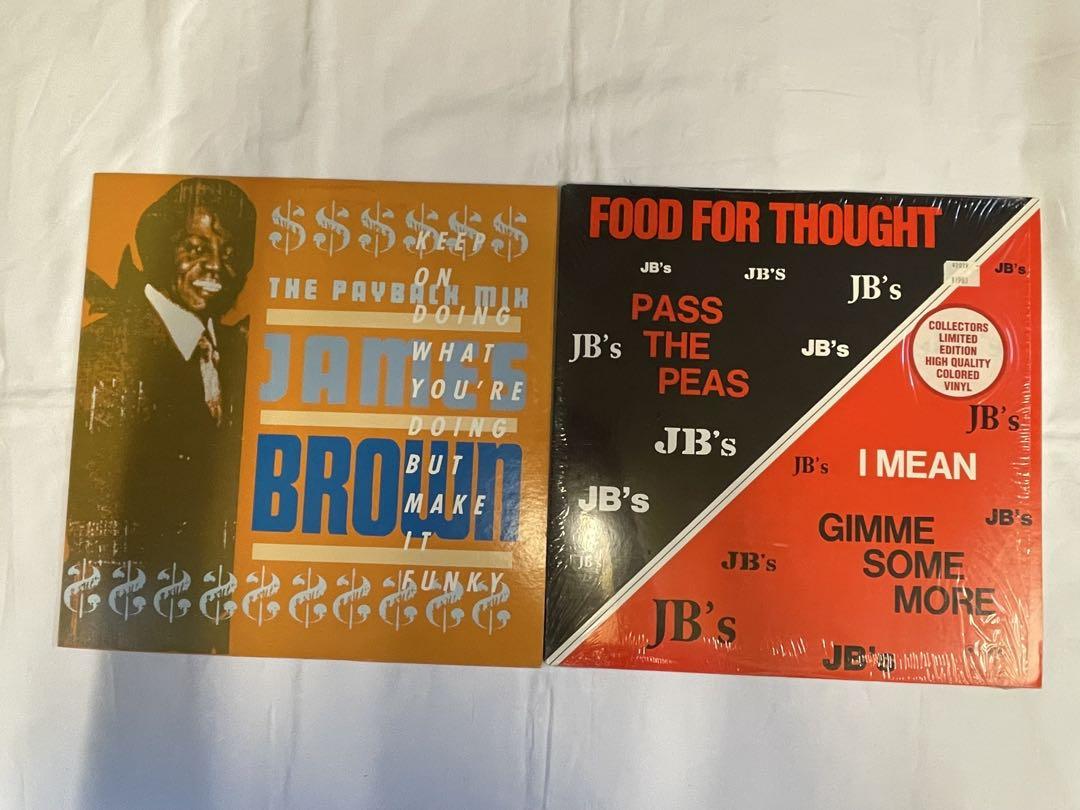 $ $ $ $ $ $
THE PAYBACK MIX
JAMES
BROWN
KEEP
ON
DOING
WHAT
YOU'RE
DOING
BUT
MAKE
IT
FUNKY
FOOD FOR THOUGHT
JB's
JB's
JB's
JB's
PASS
THE
PEAS
JB's
JB's
JB's
JB's
JB's
COLLECTORS
LIMITED
EDITION
HIGH QUALITY
COLORED
VINYL
JB's
JB's
I MEAN
JB's
GIMME
SOME
MORE
JB's
JB's
JB's